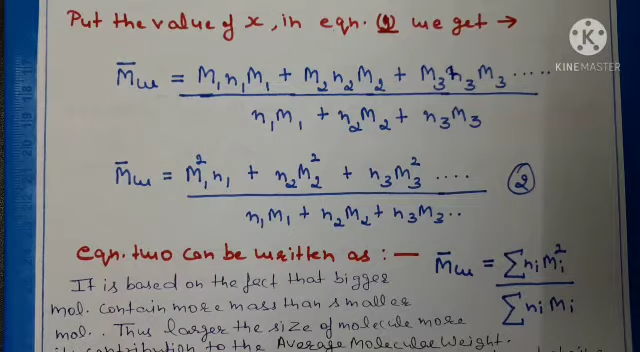 Put the value of x, in eqn. (1) we get →
KINEMASTER
M̄w = M₁n₁M₁ + M₂n₂M₂ + M₃n₃M₃ .....
n₁M₁ + n₂M₂ + n₃M₃
M̄w = M₁²n₁ + n₂M₂² + n₃M₃² ....
n₁M₁ + n₂M₂ + n₃M₃..
(2)
eqn. two can be written as :—
M̄w = ∑niMi²
∑niMi
It is based on the fact that bigger
mol. contain more mass than smaller
mol.. Thus larger the size of molecule more
its contribution to the Average Molecular Weight.